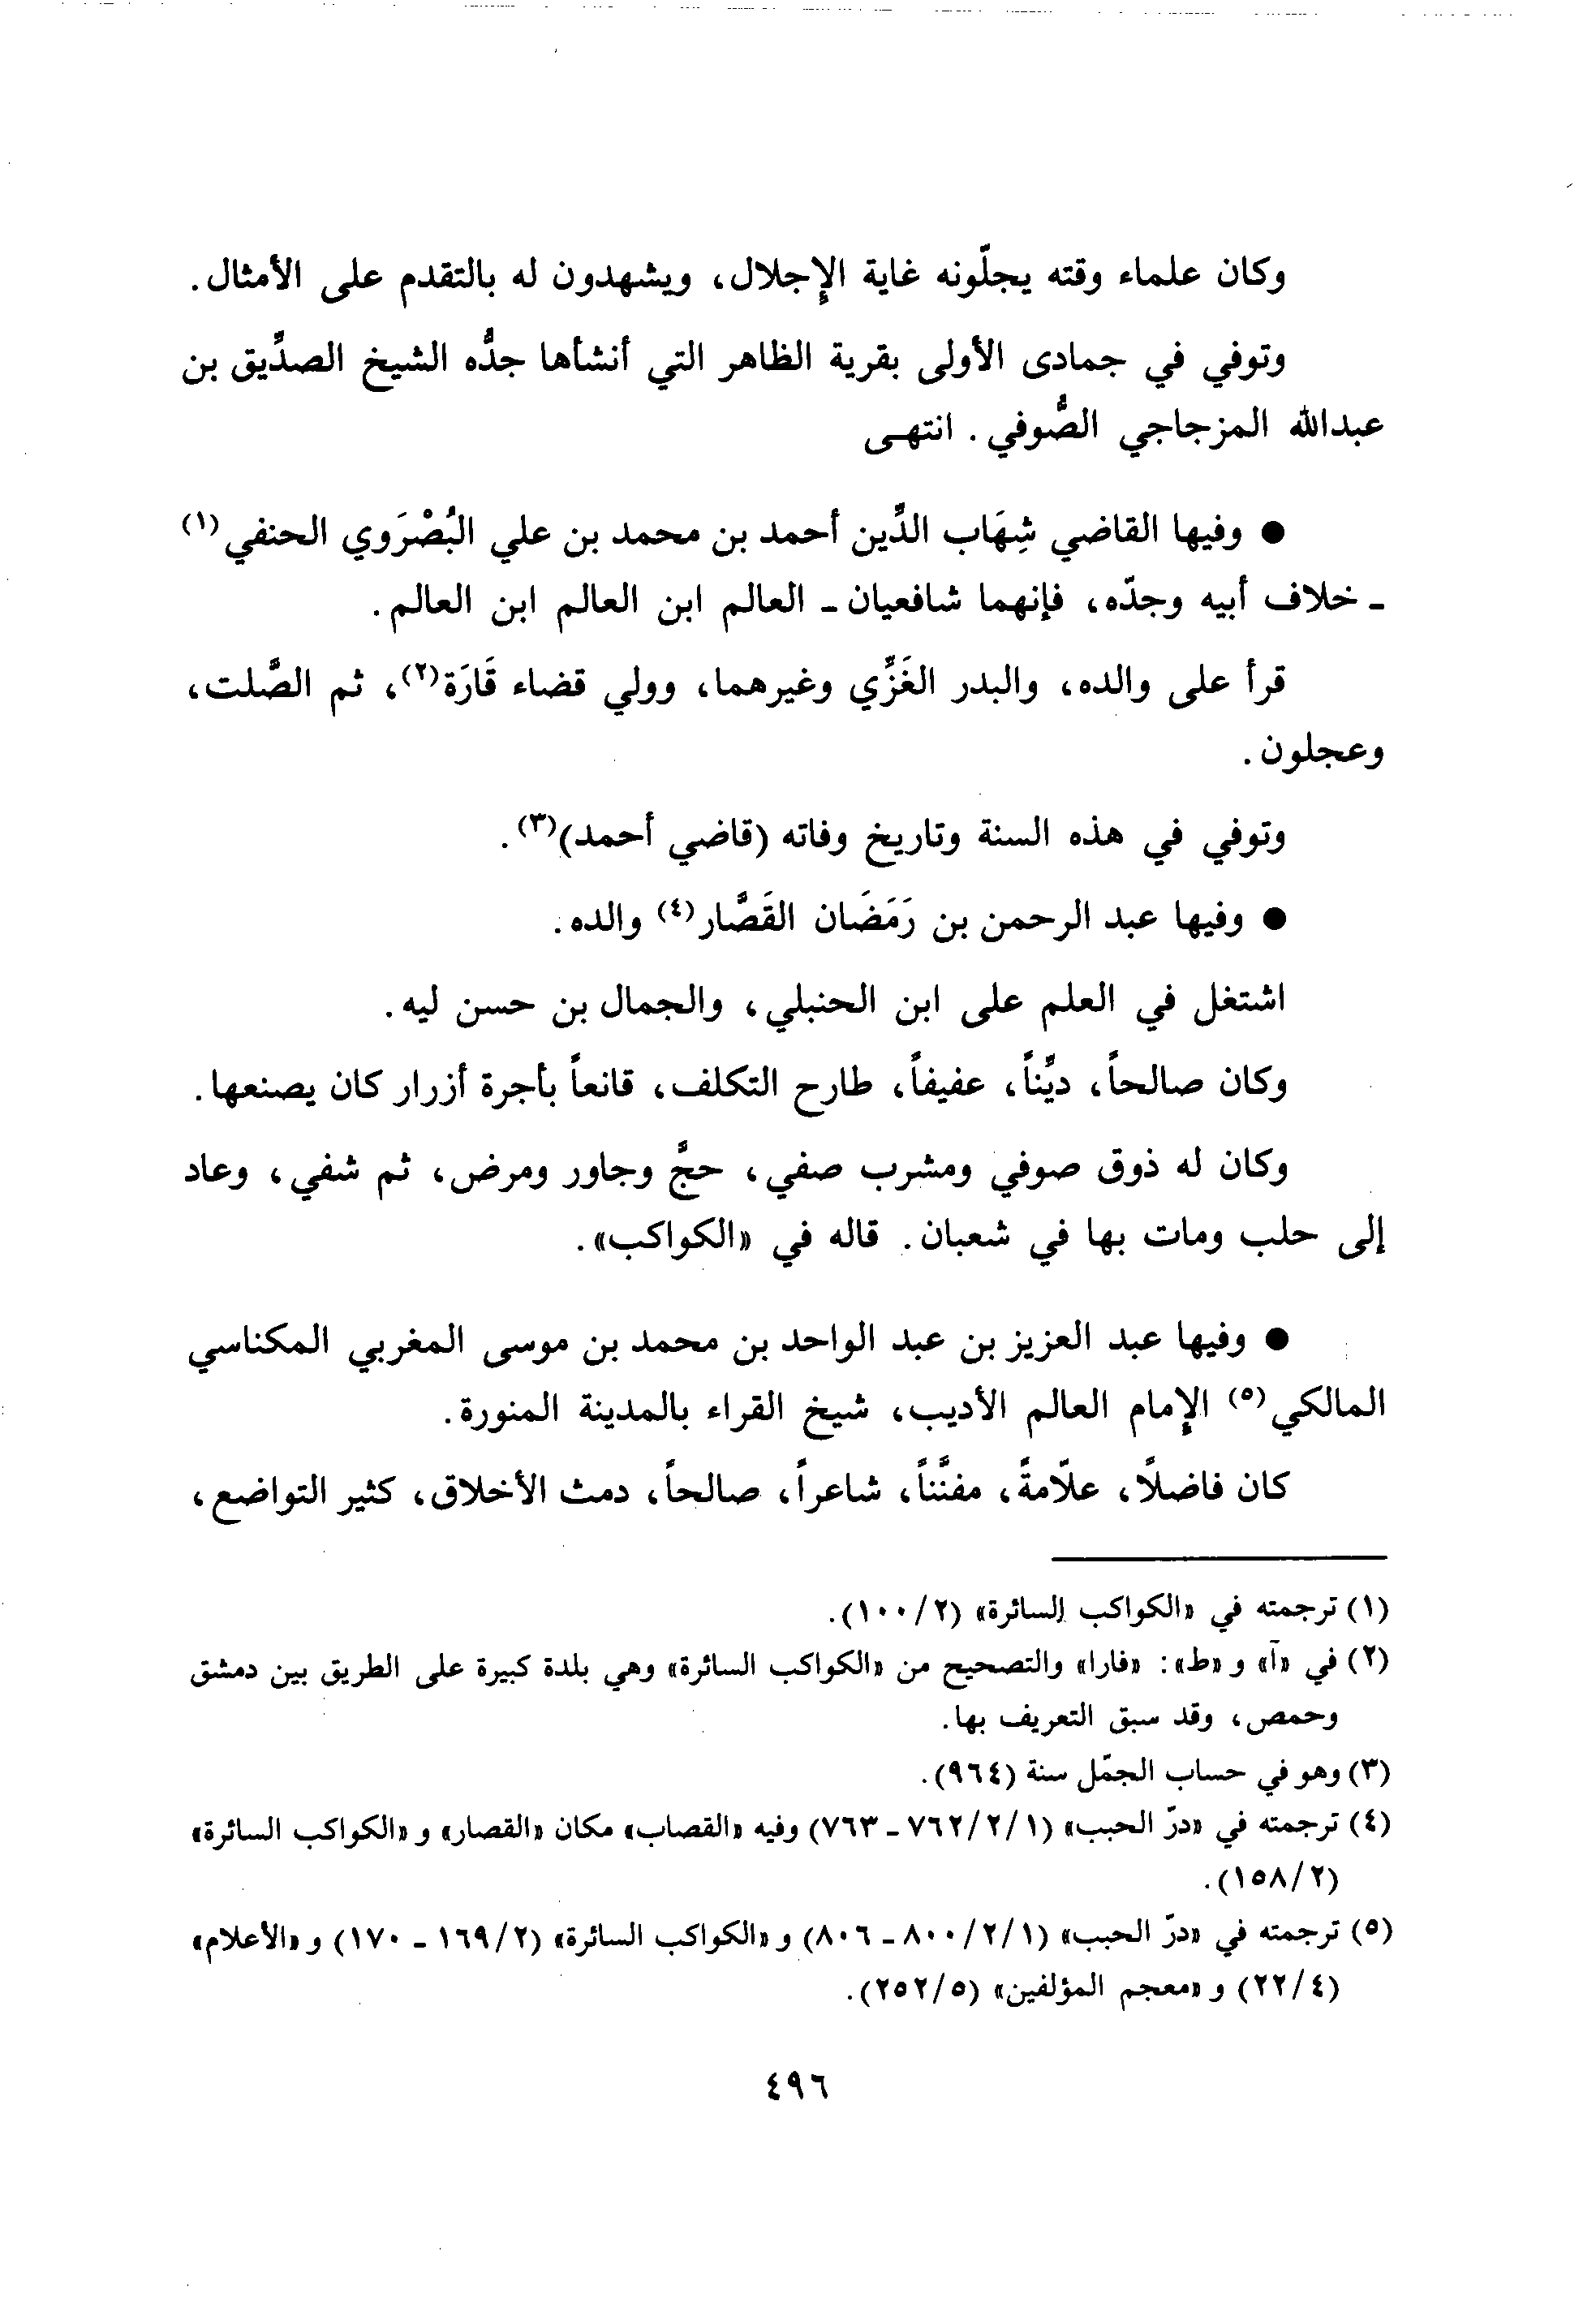 وكان علماء وقته يجلّونه غاية الإجلال، ويشهدون له بالتقدم على الأمثال.
وتوفي في جمادى الأولى بقرية الظاهر التي أنشأها جدُّه الشيخ الصدِّيق بن
عبدالله المزجاجي الصُّوفي. انتهـى
● وفيها القاضي شِهَاب الدِّين أحمد بن محمد بن علي البُصْرَوي الحنفي(١)
ـ خلاف أبيه وجدّه، فإنهما شافعيان ـ العالم ابن العالم ابن العالم.
قرأ على والده، والبدر الغَزِّي وغيرهما، وولي قضاء قَارَة(٢)، ثم الصَّلت،
وعجلون.
وتوفي في هذه السنة وتاريخ وفاته (قاضي أحمد)(٣).
● وفيها عبد الرحمن بن رَمَضَان القَصَّار(٤) والده.
اشتغل في العلم على ابن الحنبلي، والجمال بن حسن ليه.
وكان صالحاً، ديِّناً، عفيفاً، طارح التكلف، قانعاً بأجرة أزرار كان يصنعها.
وكان له ذوق صوفي ومشرب صفي، حجَّ وجاور ومرض، ثم شفي، وعاد
إلى حلب ومات بها في شعبان. قاله في «الكواكب».
● وفيها عبد العزيز بن عبد الواحد بن محمد بن موسى المغربي المكناسي
المالكي(٥) الإمام العالم الأديب، شيخ القراء بالمدينة المنورة.
كان فاضلًا، علّامةً، مفنَّناً، شاعراً، صالحاً، دمث الأخلاق، كثير التواضع،
(١) ترجمته في «الكواكب السائرة» (٢/١٠٠).
(٢) في «آ» و «ط»: «فارا» والتصحيح من «الكواكب السائرة» وهي بلدة كبيرة على الطريق بين دمشق
وحمص، وقد سبق التعريف بها.
(٣) وهو في حساب الجمّل سنة (٩٦٤).
(٤) ترجمته في «درّ الحبب» (١/٢/٧٦٢ ـ ٧٦٣) وفيه «القصاب» مكان «القصار» و «الكواكب السائرة»
(٢/١٥٨).
(٥) ترجمته في «درّ الحبب» (١/٢/٨٠٠ ـ ٨٠٦) و «الكواكب السائرة» (٢/١٦٩ ـ ١٧٠) و «الأعلام»
(٤/٢٢) و «معجم المؤلفين» (٥/٢٥٢).
٤٩٦